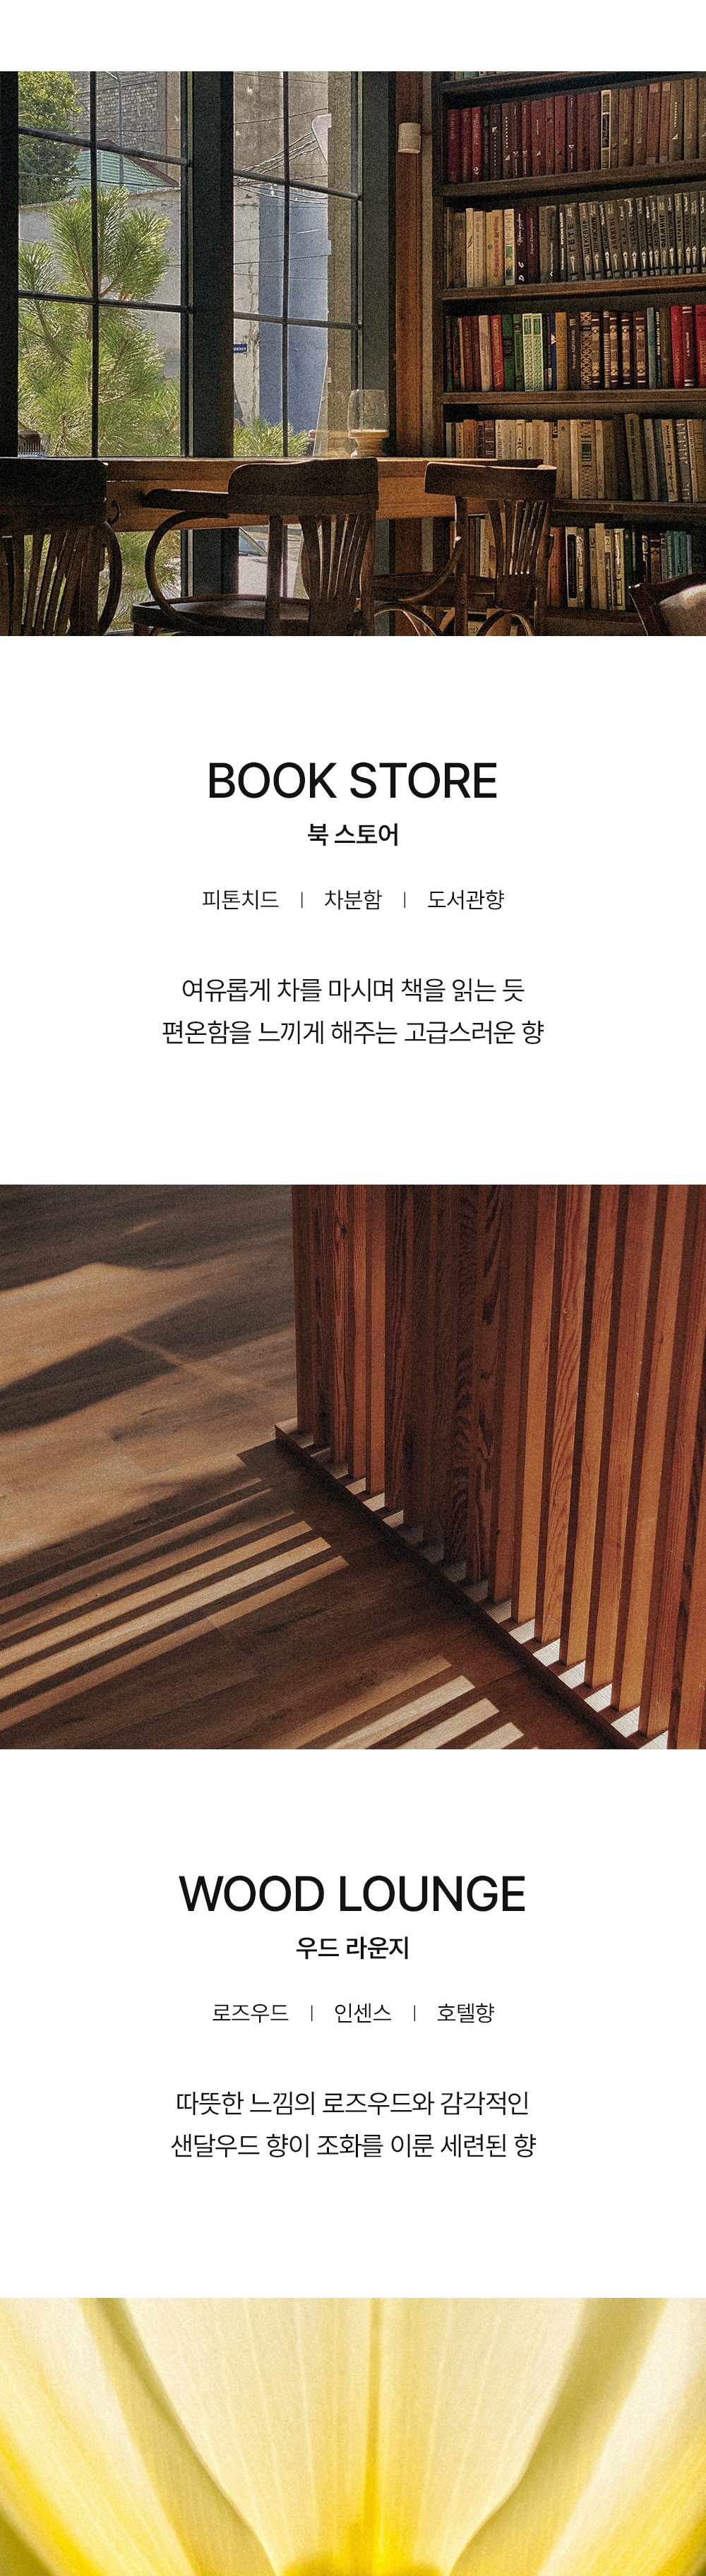 BOOK STORE
북 스토어
피톤치드 | 차분함 | 도서관향
여유롭게 차를 마시며 책을 읽는 듯
편온함을 느끼게 해주는 고급스러운 향
WOOD LOUNGE
우드 라운지
로즈우드 | 인센스 | 호텔향
따뜻한 느낌의 로즈우드와 감각적인
샌달우드 향이 조화를 이룬 세련된 향